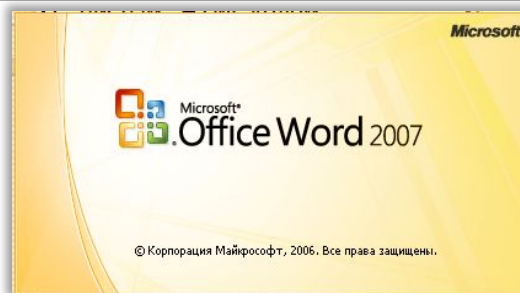 Microsoft
Microsoft®
Office Word 2007
© Корпорация Майкрософт, 2006. Все права защищены.